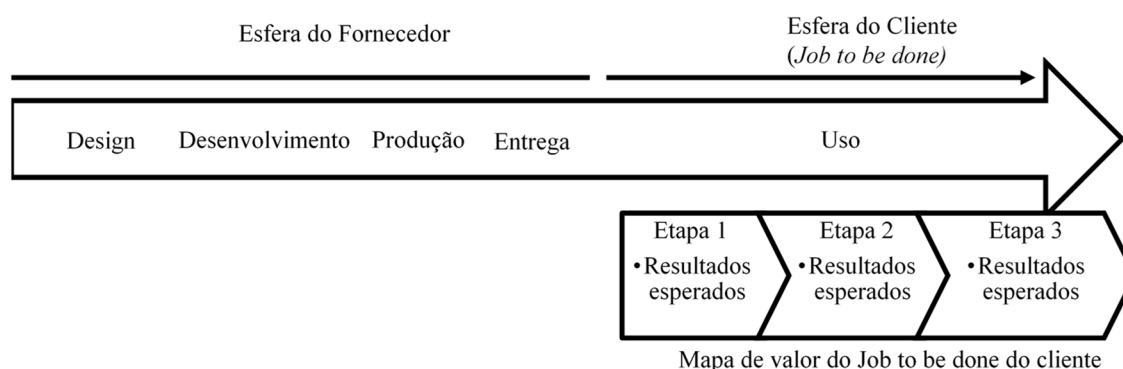 Esfera do Fornecedor
Esfera do Cliente
(Job to be done)
Design
Desenvolvimento
Produção
Entrega
Uso
Etapa 1
•Resultados
esperados
Etapa 2
•Resultados
esperados
Etapa 3
•Resultados
esperados
Mapa de valor do Job to be done do cliente